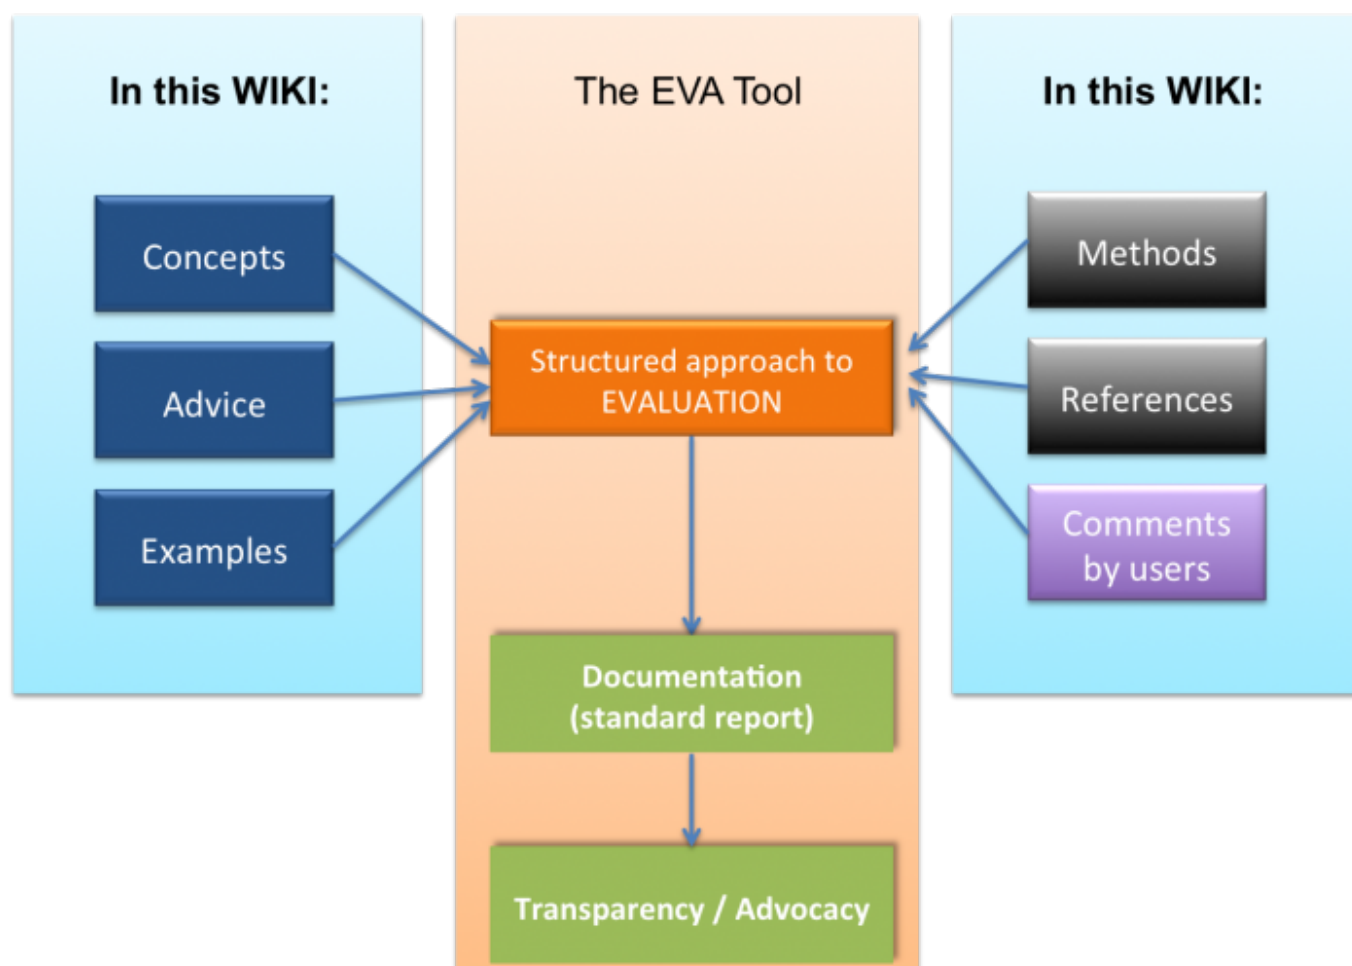 In this WIKI:
Concepts
Advice
Examples
The EVA Tool
Structured approach to
EVALUATION
Documentation
(standard report)
Transparency / Advocacy
In this WIKI:
Methods
References
Comments
by users